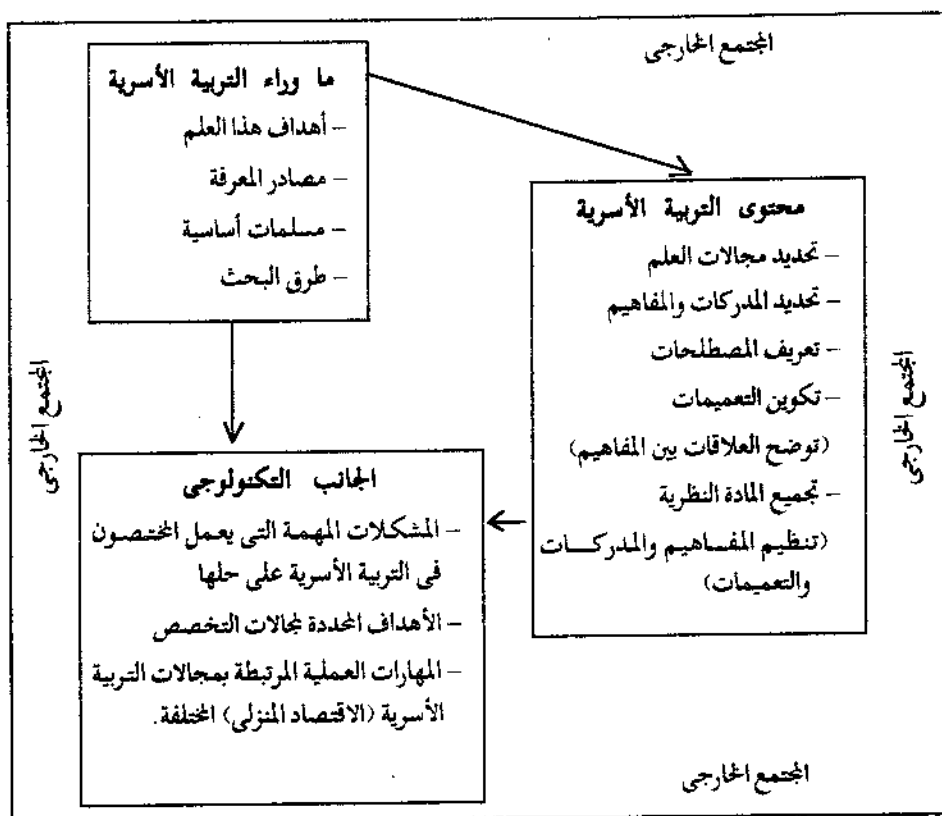 المجتمع الخارجى
ما وراء التربية الأسرية
– أهداف هذا العلم
– مصادر المعرفة
– مسلمات أساسية
– طرق البحث
محتوى التربية الأسرية
– تحديد مجالات العلم
– تحديد المدركات والمفاهيم
– تعريف المصطلحات
– تكوين التعميمات
(توضح العلاقات بين المفاهيم)
– تجميع المادة النظرية
(تنظيم المفاهيم والمدركات
والتعميمات)
المجتمع الخارجى
المجتمع الخارجى
الجانب التكنولوجى
– المشكلات المهمة التى يعمل المختصون
فى التربية الأسرية على حلها
– الأهداف المحددة لمجالات التخصص
– المهارات العملية المرتبطة بمجالات التربية
الأسرية (الاقتصاد المنزلى) المختلفة.
المجتمع الخارجى